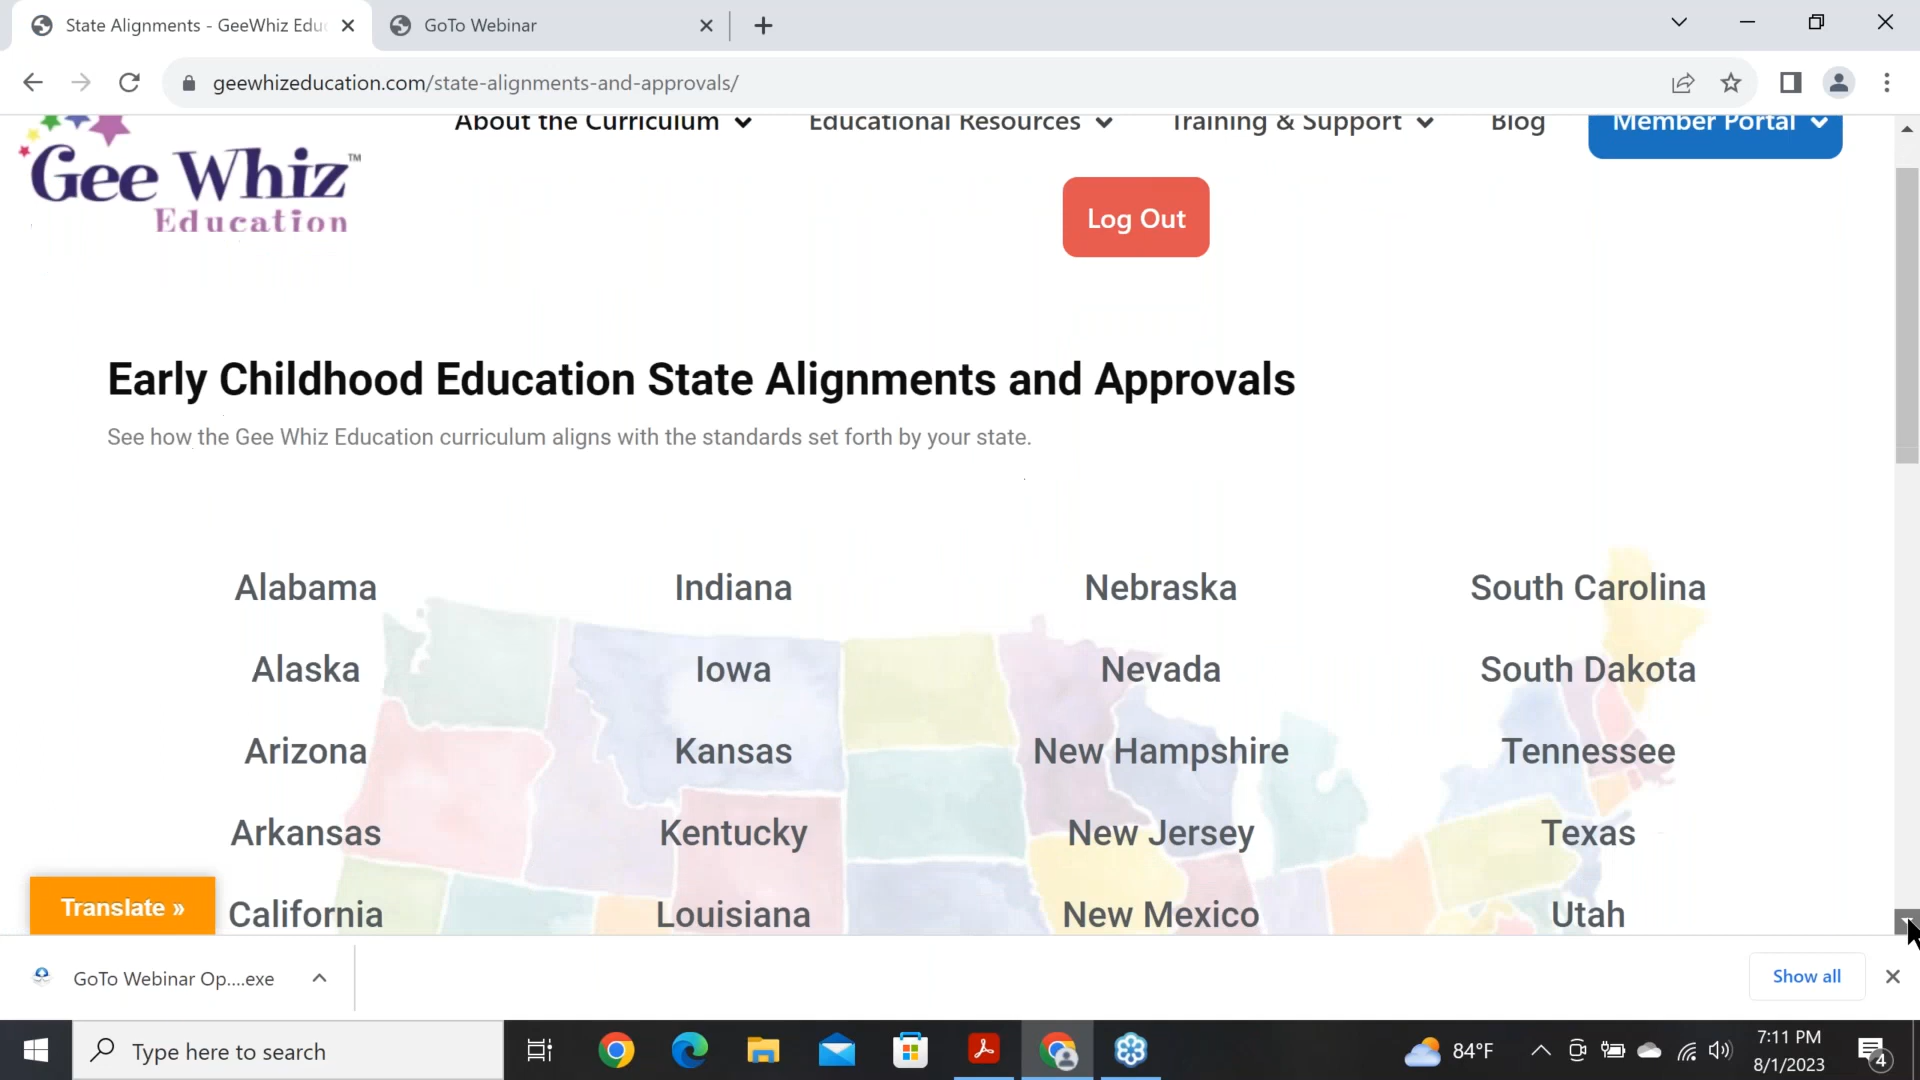 State Alignments - GeeWhiz Edu
GoTo Webinar
geewhizeducation.com/state-alignments-and-approvals/
About the Curriculum
Educational Resources
Training & Support
Blog
Member Portal
Gee Whiz™
Education
Log Out
Early Childhood Education State Alignments and Approvals
See how the Gee Whiz Education curriculum aligns with the standards set forth by your state.
Alabama
Indiana
Nebraska
South Carolina
Alaska
Iowa
Nevada
South Dakota
Arizona
Kansas
New Hampshire
Tennessee
Arkansas
Kentucky
New Jersey
Texas
Translate »
California
Louisiana
New Mexico
Utah
GoTo Webinar Op....exe
Show all
Type here to search
84°F
7:11 PM
8/1/2023
4